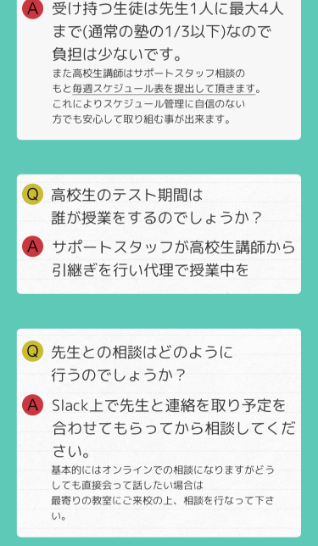 A 受け持つ生徒は先生1人に最大4人
まで(通常の塾の1/3以下)なので
負担は少ないです。
また高校生講師はサポートスタッフ相談の
もと毎週スケジュール表を提出して頂きます。
これによりスケジュール管理に自信のない
方でも安心して取り組む事が出来ます。
Q 高校生のテスト期間は
誰が授業をするのでしょうか？
A サポートスタッフが高校生講師から
引継ぎを行い代理で授業中を
Q 先生との相談はどのように
行うのでしょうか？
A Slack上で先生と連絡を取り予定を
合わせてもらってから相談してくだ
さい。
基本的にはオンラインでの相談になりますがどう
しても直接会って話したい場合は
最寄りの教室にご来校の上、相談を行なって下さ
い。